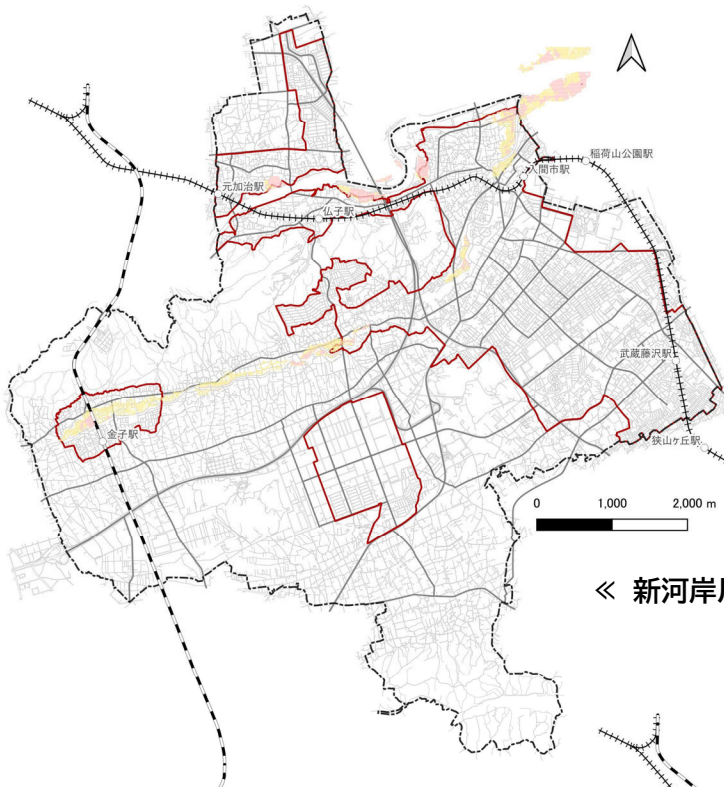 稲荷山公園駅
入間市駅
元加治駅
仏子駅
武蔵藤沢駅
金子駅
狭山ヶ丘駅
0 1,000 2,000 m
≪ 新河岸